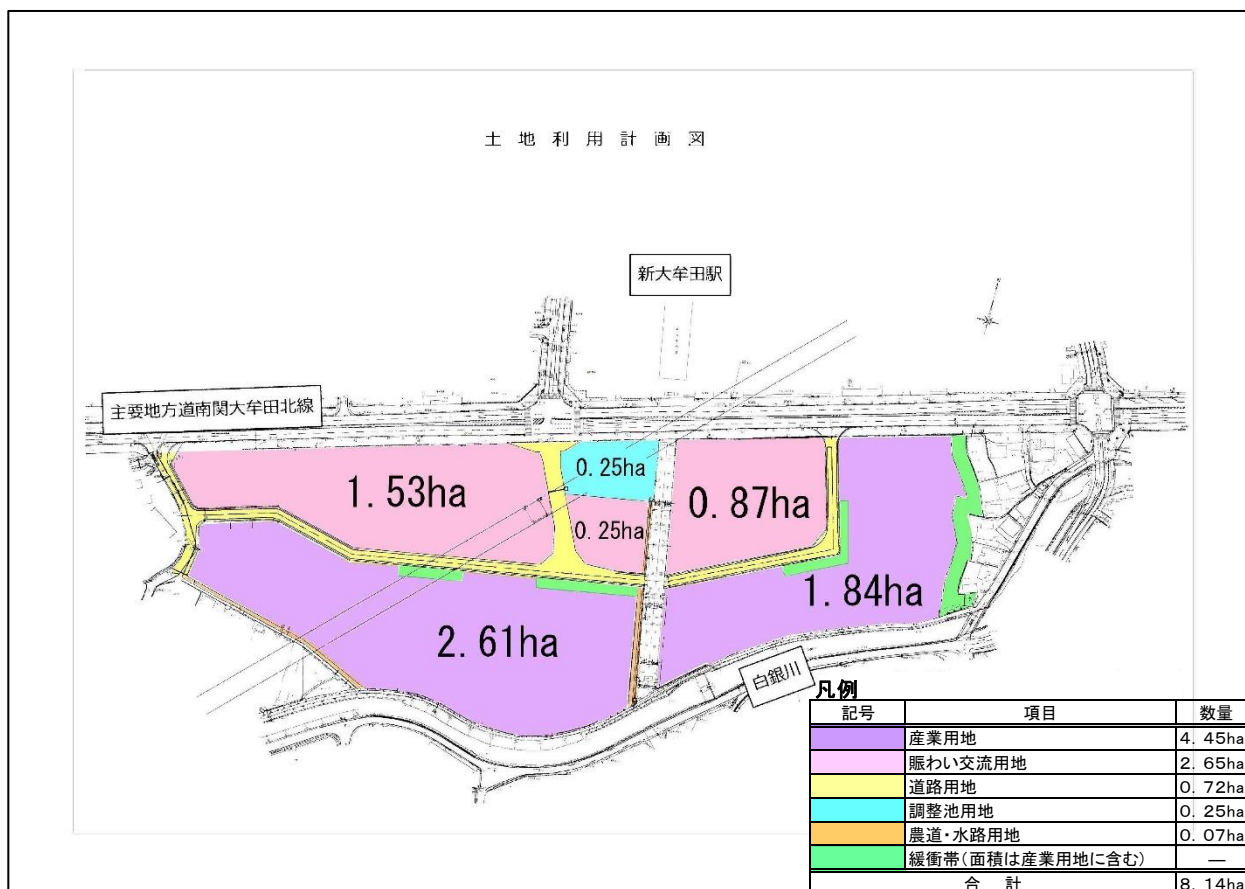 土地利用計画図
新大牟田駅
主要地方道南関大牟田北線
0.25ha
1.53ha
0.87ha
0.25ha
1.84ha
2.61ha
白銀川
凡例
記号 項目 数量
産業用地 4.45ha
賑わい交流用地 2.65ha
道路用地 0.72ha
調整池用地 0.25ha
農道・水路用地 0.07ha
緩衝帯(面積は産業用地に含む) ―
合計 8.14ha